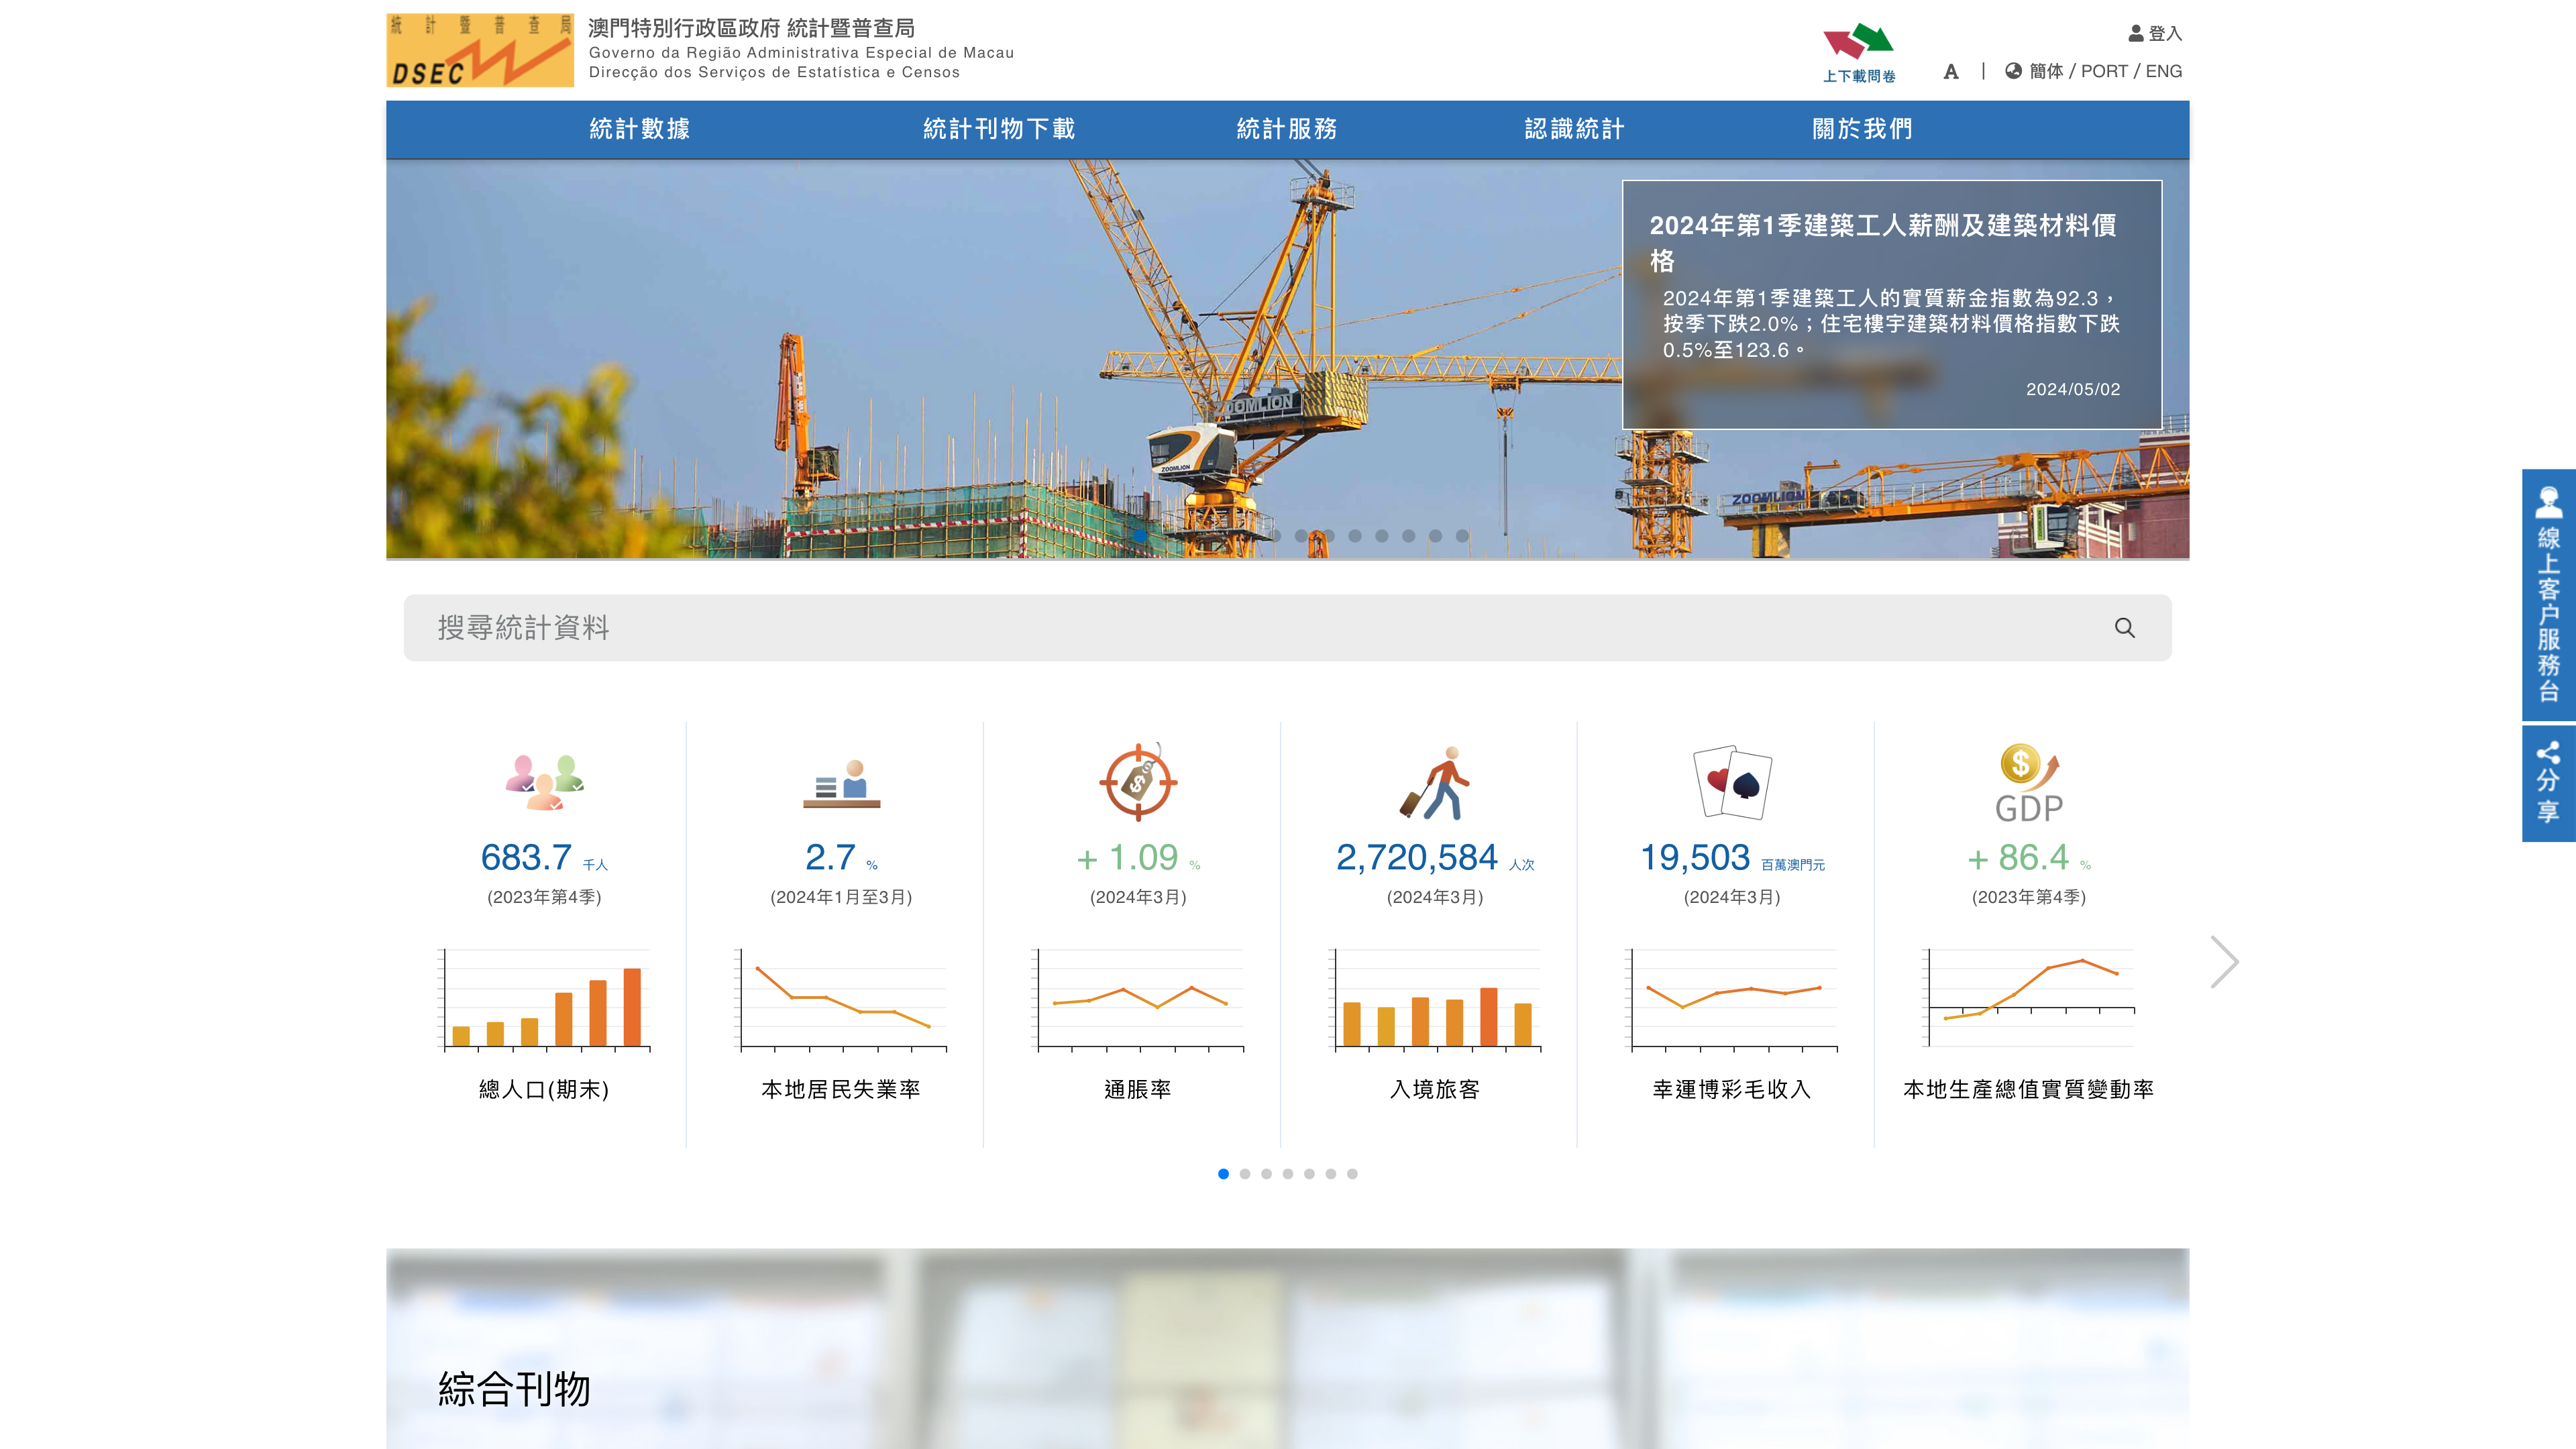 統 計 暨 普 查 局
DSEC
澳門特別行政區政府 統計暨普查局
Governo da Região Administrativa Especial de Macau
Direcção dos Serviços de Estatística e Censos
上下載問卷
登入
A | 簡体 / PORT / ENG
統計數據 統計刊物下載 統計服務 認識統計 關於我們
2024年第1季建築工人薪酬及建築材料價
格
2024年第1季建築工人的實質薪金指數為92.3，
按季下跌2.0%；住宅樓宇建築材料價格指數下跌
0.5%至123.6。
2024/05/02
ZOOMLION
ZOOMLION
ZOOMLION
線上客户服務台
分享
搜尋統計資料
GDP
683.7 千人
(2023年第4季)
總人口(期末)
2.7 %
(2024年1月至3月)
本地居民失業率
+ 1.09 %
(2024年3月)
通脹率
2,720,584 人次
(2024年3月)
入境旅客
19,503 百萬澳門元
(2024年3月)
幸運博彩毛收入
+ 86.4 %
(2023年第4季)
本地生產總值實質變動率
綜合刊物